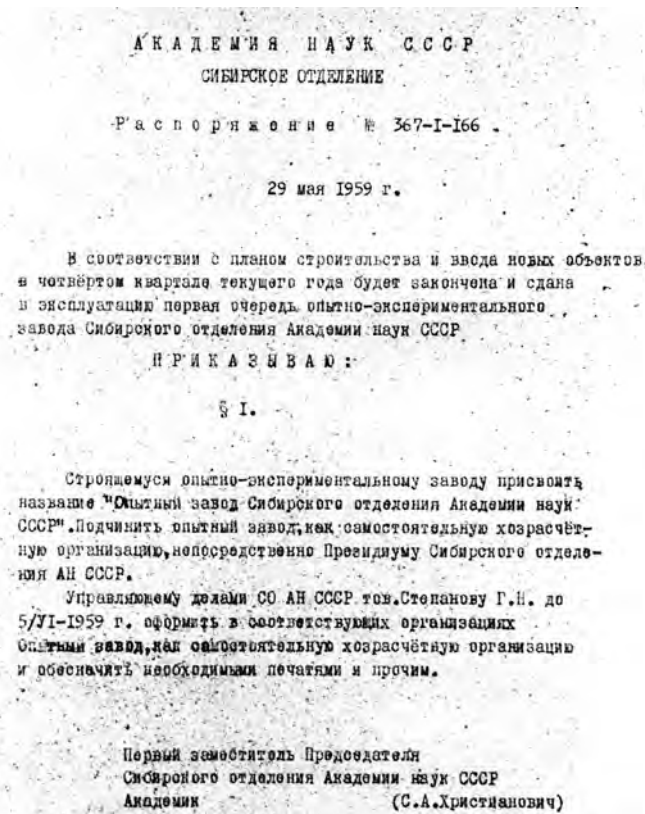 АКАДЕМИЯ НАУК СССР
СИБИРСКОЕ ОТДЕЛЕНИЕ
Распоряжение № 367-I-I66.
29 мая 1959 г.
В соответствии с планом строительства и ввода новых объектов
в четвёртом квартале текущего года будет закончена и сдана
в эксплуатацию первая очередь опытно-экспериментального
завода Сибирского отделения Академии наук СССР
ПРИКАЗЫВАЮ:
§ I.
Строящемуся опытно-экспериментальному заводу присвоить
название "Опытный завод Сибирского отделения Академии наук
СССР".Подчинить опытный завод,как самостоятельную хозрасчёт-
ную организацию,непосредственно Президиуму Сибирского отделе-
ния АН СССР.
Управляющему делами СО АН СССР тов.Степанову Г.Н. до
5/УI-1959 г. оформить в соответствующих организациях
Опытный завод,как самостоятельную хозрасчётную организацию
и обеспечить необходимыми печатями и прочим.
Первый заместитель Председателя
Сибирского отделения Академии наук СССР
Академик (С.А.Христианович)